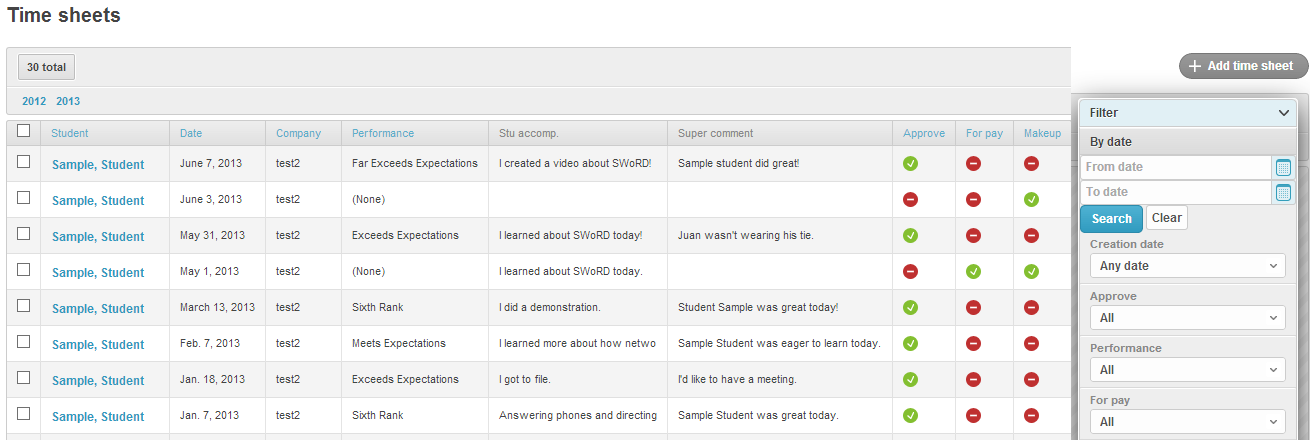 Time sheets
30 total
+ Add time sheet
2012 2013
Filter
By date
From date
To date
Search Clear
Creation date
Any date
Approve
All
Performance
All
For pay
All
Student Date Company Performance Stu accomp. Super comment Approve For pay Makeup
Sample, Student June 7, 2013 test2 Far Exceeds Expectations I created a video about SWoRD! Sample student did great!
Sample, Student June 3, 2013 test2 (None)
Sample, Student May 31, 2013 test2 Exceeds Expectations I learned about SWoRD today! Juan wasn't wearing his tie.
Sample, Student May 1, 2013 test2 (None) I learned about SWoRD today.
Sample, Student March 13, 2013 test2 Sixth Rank I did a demonstration. Student Sample was great today!
Sample, Student Feb. 7, 2013 test2 Meets Expectations I learned more about how netwo Sample Student was eager to learn today.
Sample, Student Jan. 18, 2013 test2 Exceeds Expectations I got to file. I'd like to have a meeting.
Sample, Student Jan. 7, 2013 test2 Sixth Rank Answering phones and directing Sample Student was great today.